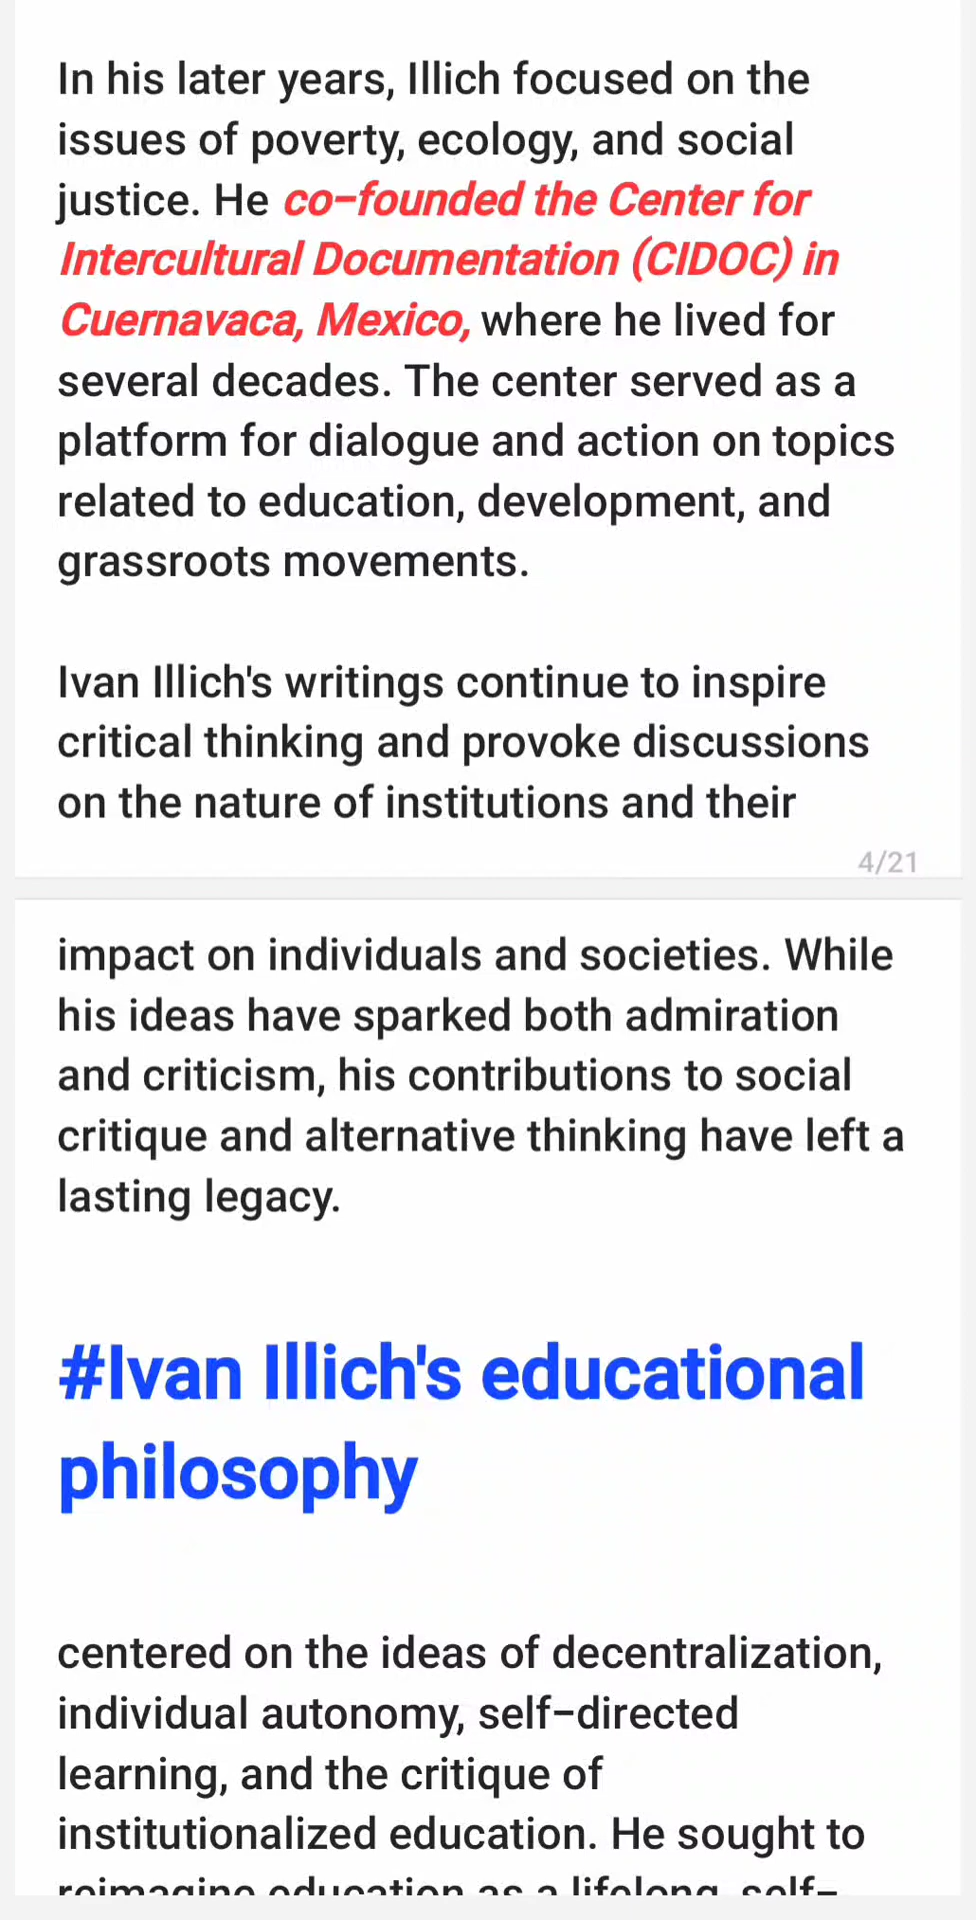 In his later years, Illich focused on the
issues of poverty, ecology, and social
justice. He co-founded the Center for
Intercultural Documentation (CIDOC) in
Cuernavaca, Mexico, where he lived for
several decades. The center served as a
platform for dialogue and action on topics
related to education, development, and
grassroots movements.
Ivan Illich's writings continue to inspire
critical thinking and provoke discussions
on the nature of institutions and their
4/21
impact on individuals and societies. While
his ideas have sparked both admiration
and criticism, his contributions to social
critique and alternative thinking have left a
lasting legacy.
#Ivan Illich's educational
philosophy
centered on the ideas of decentralization,
individual autonomy, self-directed
learning, and the critique of
institutionalized education. He sought to
reimagine education as a lifelong, self-